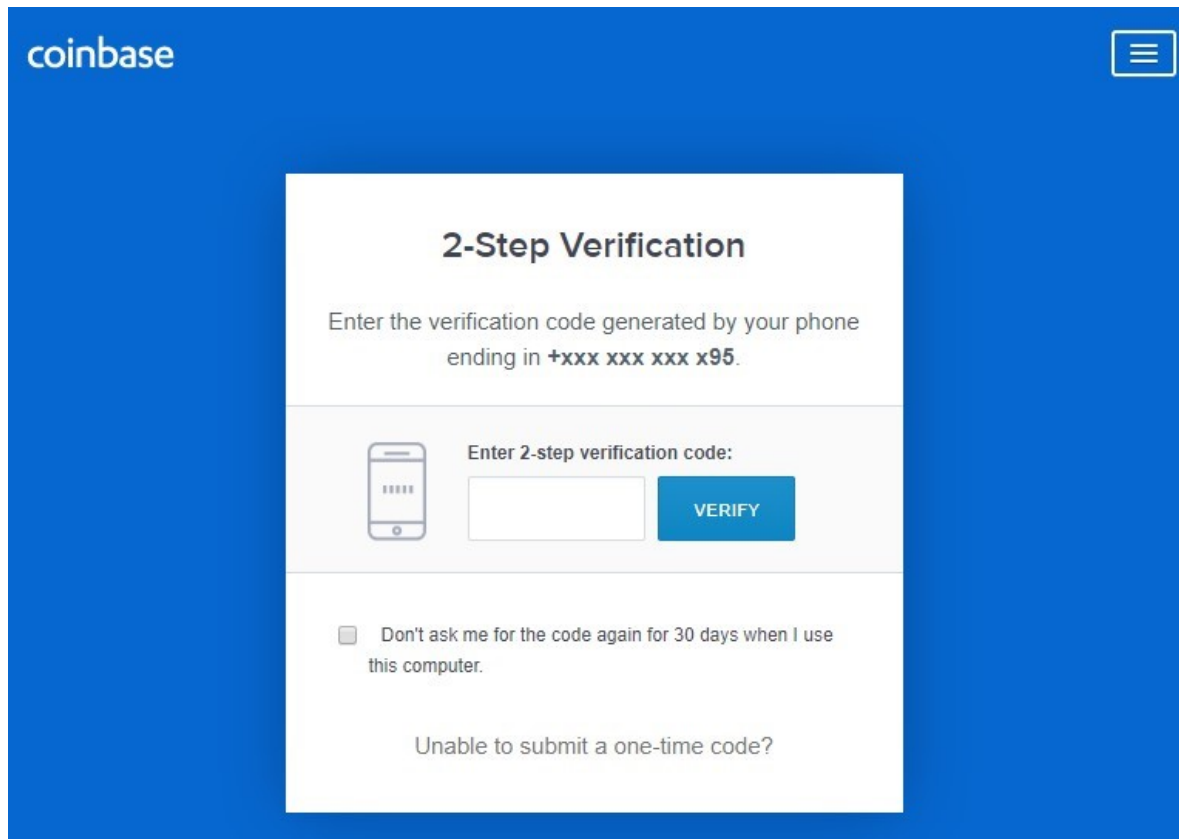 coinbase
2-Step Verification
Enter the verification code generated by your phone
ending in +xxx xxx xxx x95.
Enter 2-step verification code:
VERIFY
Don't ask me for the code again for 30 days when I use
this computer.
Unable to submit a one-time code?